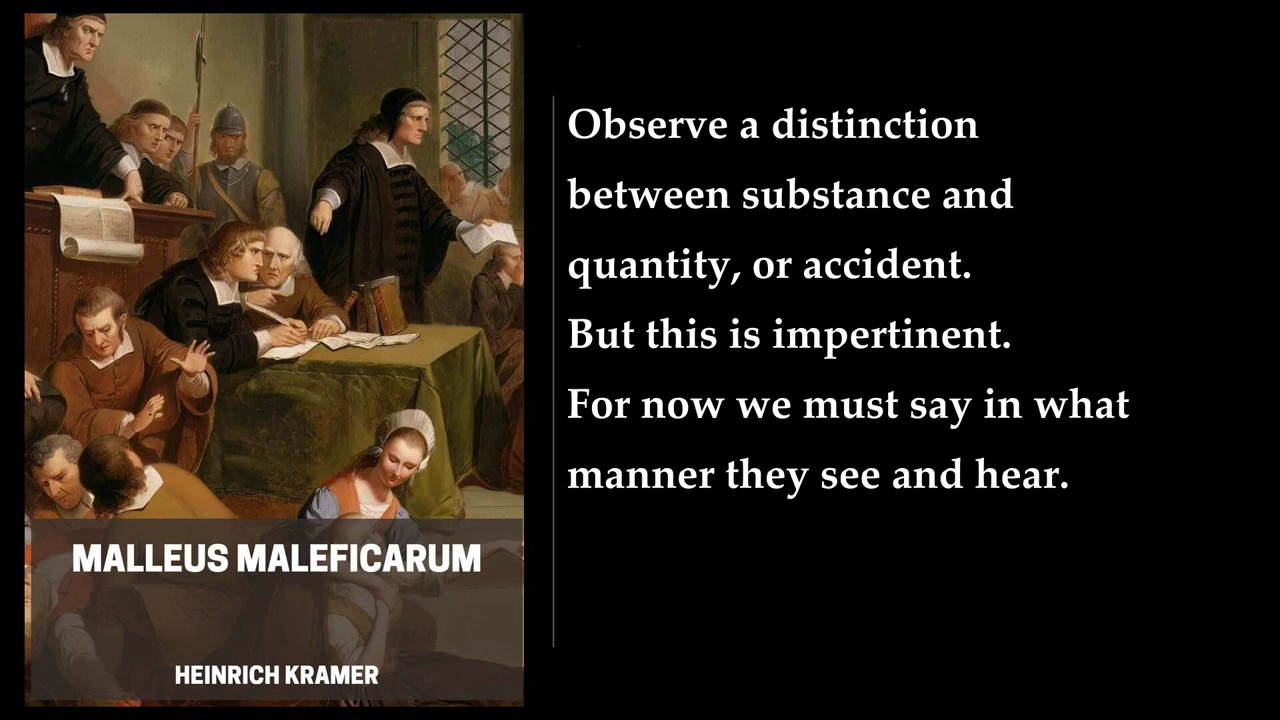 Observe a distinction
between substance and
quantity, or accident.
But this is impertinent.
For now we must say in what
manner they see and hear.
MALLEUS MALEFICARUM
HEINRICH KRAMER